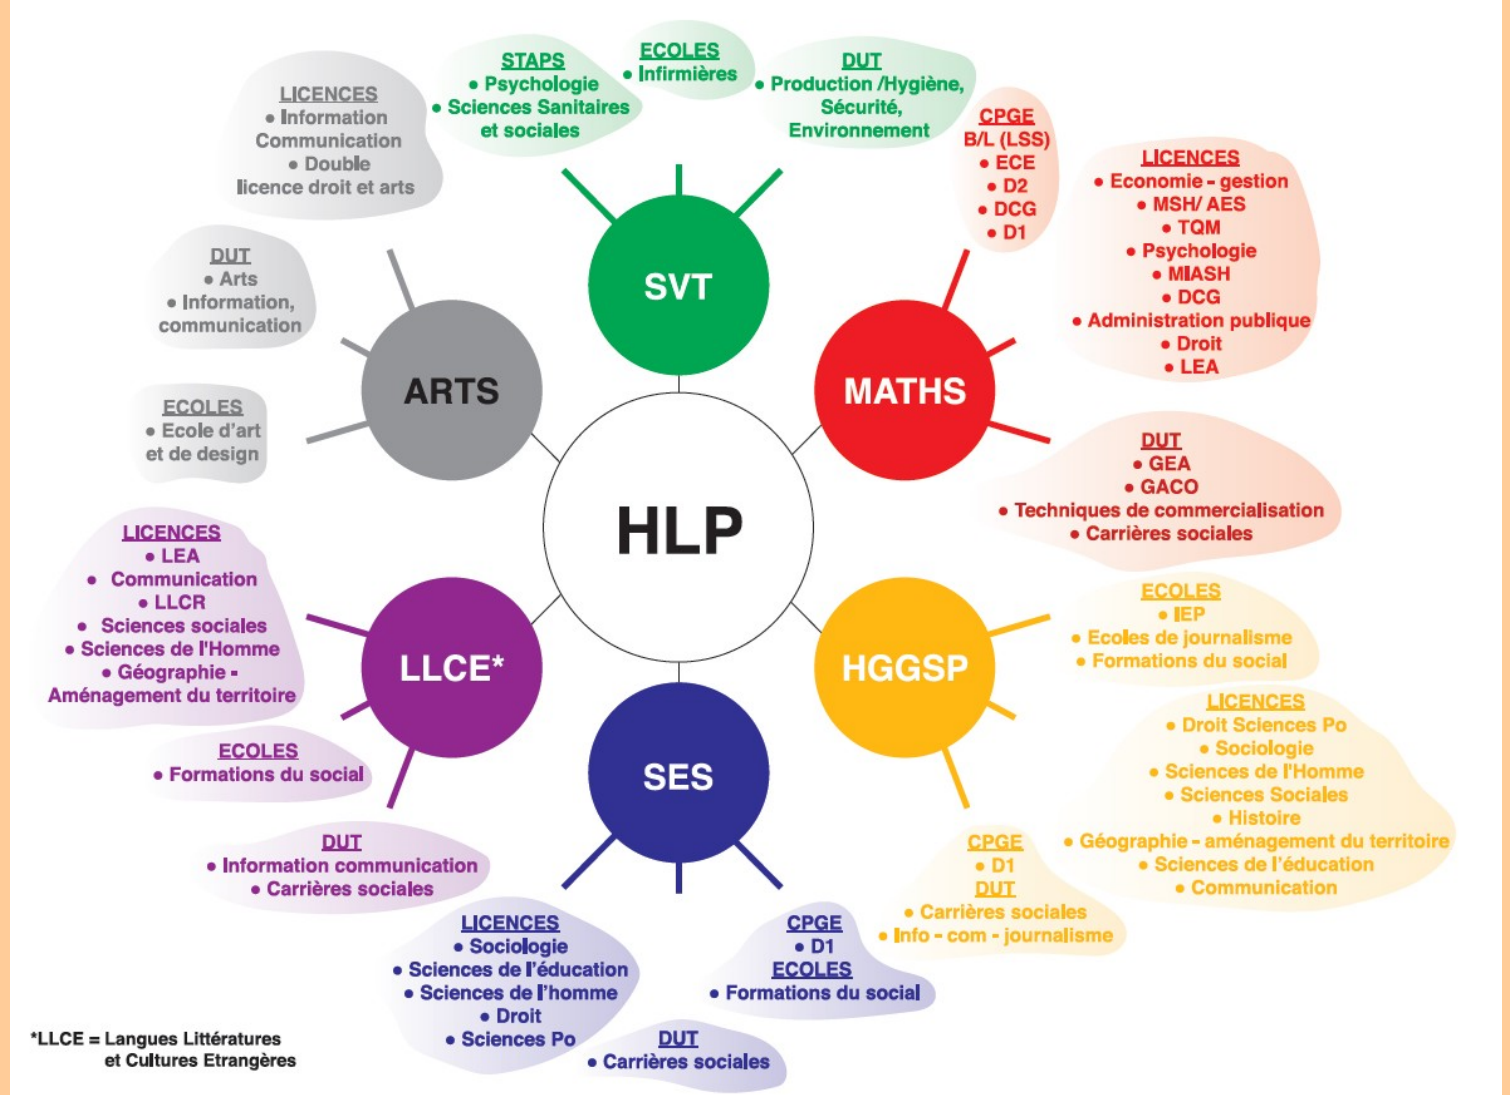 STAPS
• Psychologie
• Sciences Sanitaires
et sociales
ECOLES
• Infirmières
DUT
• Production /Hygiène,
Sécurité,
Environnement
SVT
CPGE
B/L (LSS)
• ECE
• D2
• DCG
• D1
LICENCES
• Economie - gestion
• MSH/ AES
• TQM
• Psychologie
• MIASH
• DCG
• Administration publique
• Droit
• LEA
DUT
• GEA
• GACO
• Techniques de commercialisation
• Carrières sociales
MATHS
LICENCES
• Information
Communication
• Double
licence droit et arts
DUT
• Arts
• Information,
communication
ECOLES
• Ecole d'art
et de design
ARTS
HLP
LICENCES
• LEA
• Communication
• LLCR
• Sciences sociales
• Sciences de l'Homme
• Géographie -
Aménagement du territoire
ECOLES
• Formations du social
DUT
• Information communication
• Carrières sociales
LLCE*
ECOLES
• IEP
• Ecoles de journalisme
• Formations du social
LICENCES
• Droit Sciences Po
• Sociologie
• Sciences de l'Homme
• Sciences Sociales
• Histoire
• Géographie - aménagement du territoire
• Sciences de l'éducation
• Communication
CPGE
• D1
DUT
• Carrières sociales
• Info - com - journalisme
HGGSP
SES
LICENCES
• Sociologie
• Sciences de l'éducation
• Sciences de l'homme
• Droit
• Sciences Po
CPGE
• D1
ECOLES
• Formations du social
DUT
• Carrières sociales
*LLCE = Langues Littératures
et Cultures Etrangères